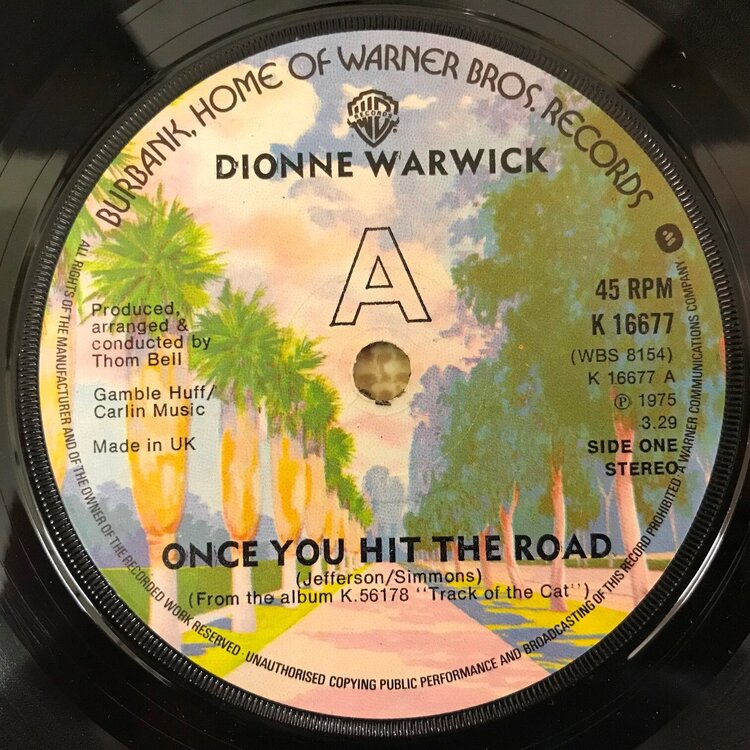 BURBANK, HOME OF WARNER BROS. RECORDS
RECORDS
DIONNE WARWICK
A
Produced,
arranged &
conducted by
Thom Bell
Gamble Huff/
Carlin Music
Made in UK
45 RPM
K 16677
(WBS 8154)
K 16677 A
Ⓟ 1975
3.29
SIDE ONE
STEREO
ONCE YOU HIT THE ROAD
(Jefferson/Simmons)
(From the album K.56178 "Track of the Cat")
ALL RIGHTS OF THE MANUFACTURER AND OF THE OWNER OF THE RECORDED WORK RESERVED · UNAUTHORISED COPYING PUBLIC PERFORMANCE AND BROADCASTING OF THIS RECORD PROHIBITED · A WARNER COMMUNICATIONS COMPANY